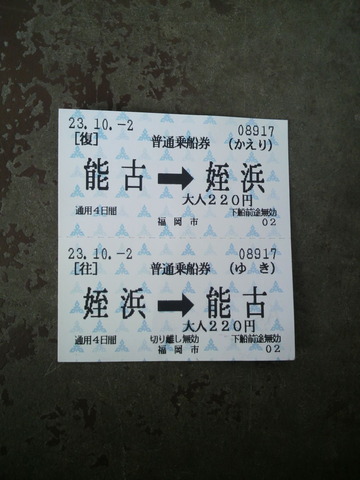 23.10.-2 08917
[復] 普通乗船券 (かえり)
能古➡姪浜
大人220円
通用4日間 下船前途無効
福岡市 02
23.10.-2 08917
[往] 普通乗船券 (ゆき)
姪浜➡能古
大人220円
通用4日間 切り離し無効 下船前途無効
福岡市 02